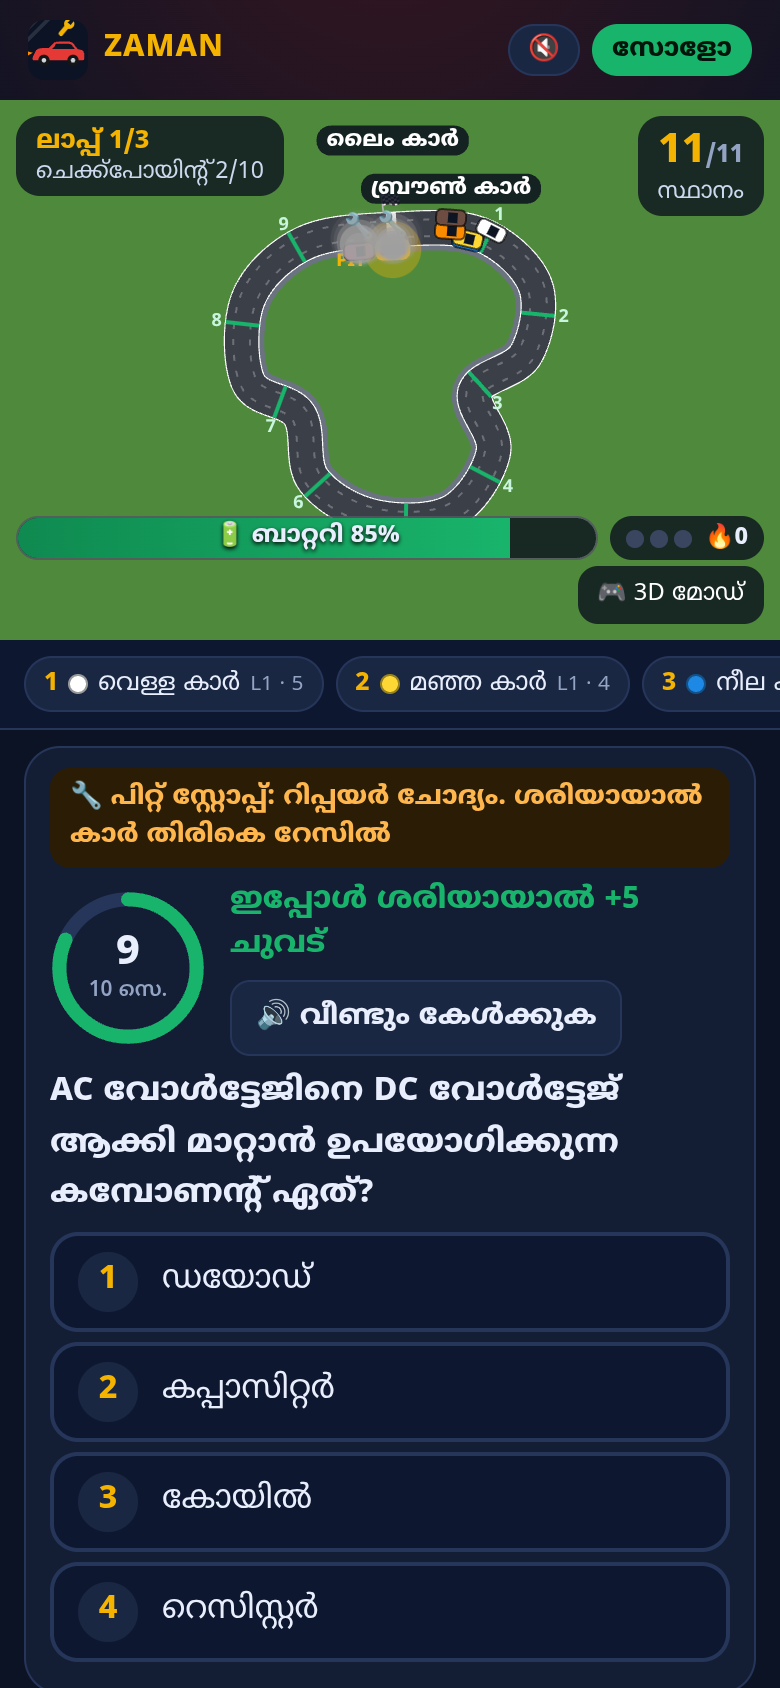 ZAMAN
സോളോ
ലാപ്പ് 1/3
ചെക്ക്പോയിന്റ് 2/10
ലൈം കാർ
11/11
സ്ഥാനം
ബ്രൗൺ കാർ
1
9
2
8
3
7
4
6
ബാറ്ററി 85%
0
3D മോഡ്
1 വെള്ള കാർ L1 · 5
2 മഞ്ഞ കാർ L1 · 4
3 നീല
പിറ്റ് സ്റ്റോപ്പ്: റിപ്പയർ ചോദ്യം. ശരിയായാൽ
കാർ തിരികെ റേസിൽ
ഇപ്പോൾ ശരിയായാൽ +5
ചുവട്
9
10 സെ.
വീണ്ടും കേൾക്കുക
AC വോൾട്ടേജിനെ DC വോൾട്ടേജ്
ആക്കി മാറ്റാൻ ഉപയോഗിക്കുന്ന
കമ്പോണന്റ് ഏത്?
1 ഡയോഡ്
2 കപ്പാസിറ്റർ
3 കോയിൽ
4 റെസിസ്റ്റർ